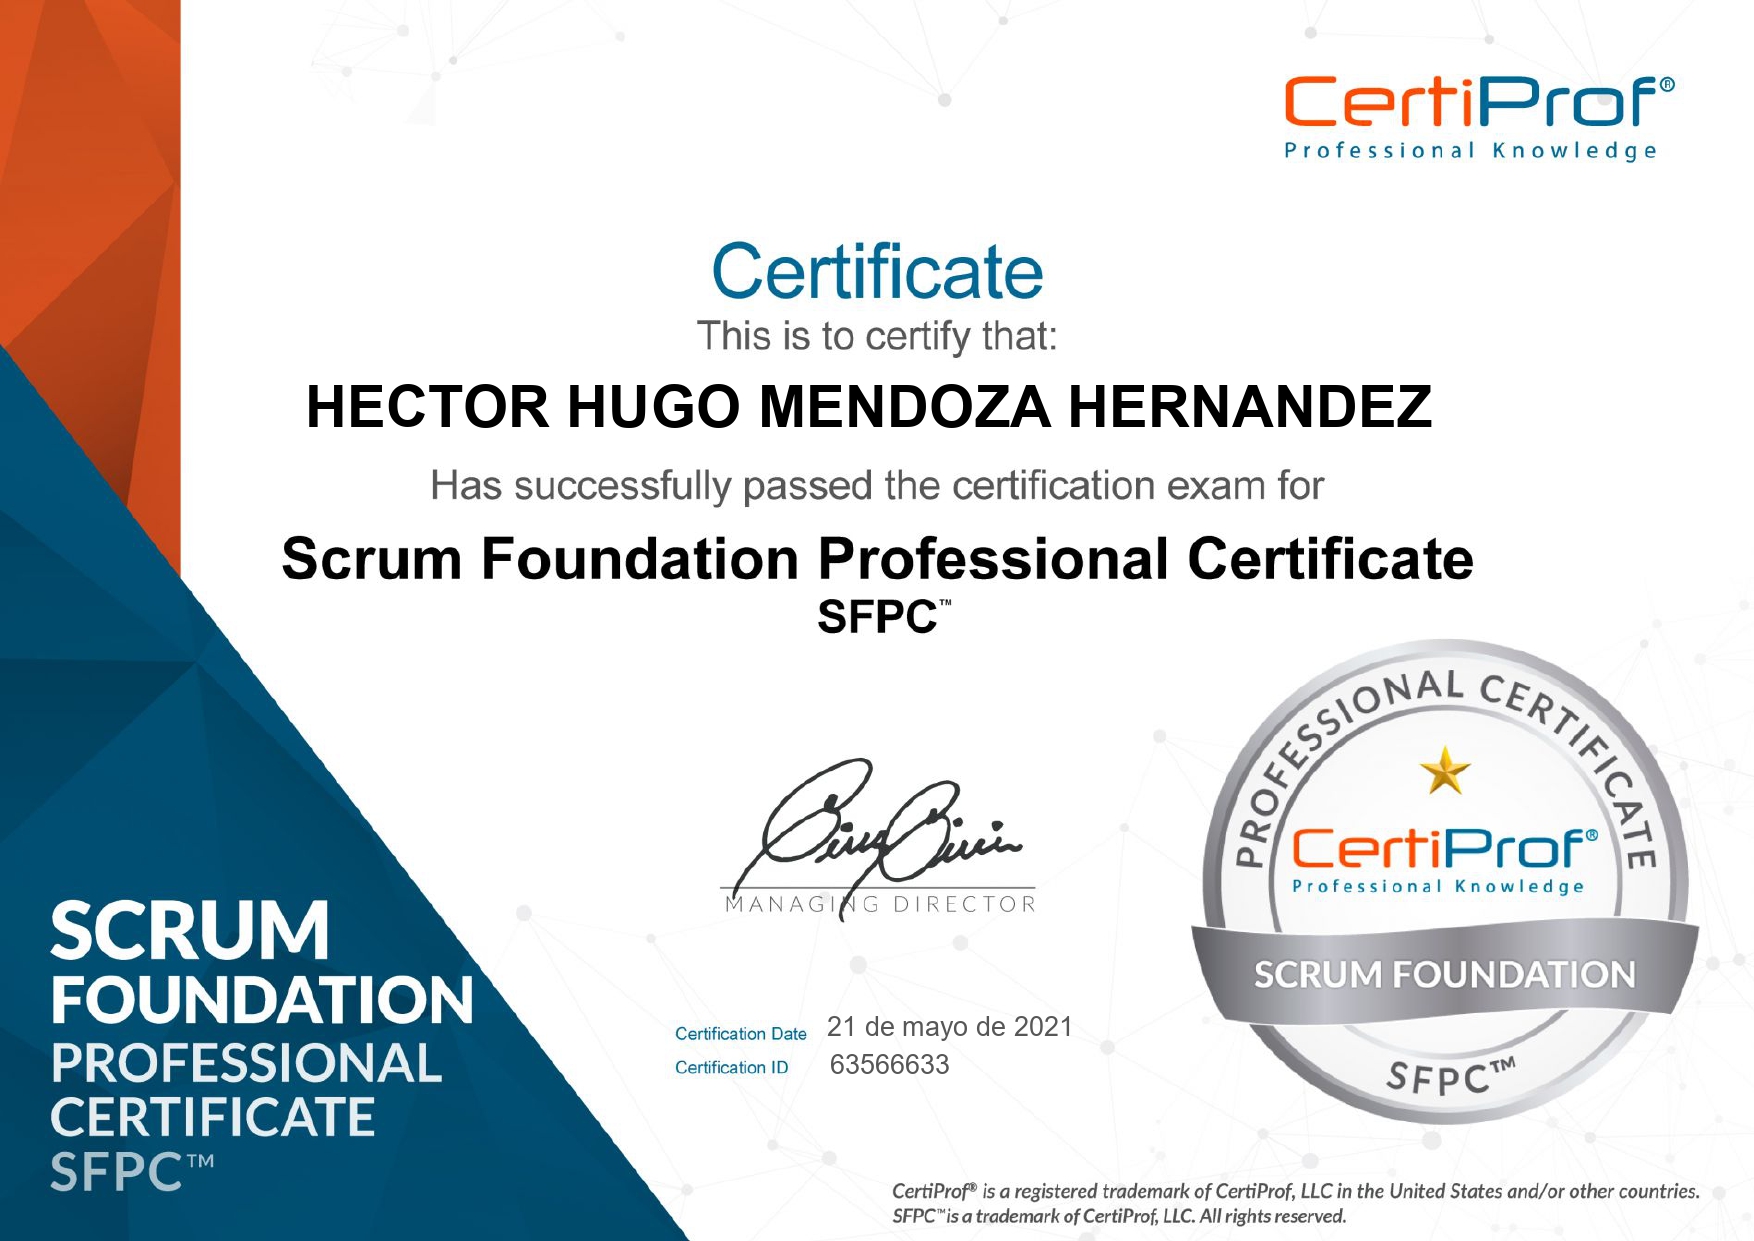 CertiProf®
Professional Knowledge
Certificate
This is to certify that:
HECTOR HUGO MENDOZA HERNANDEZ
Has successfully passed the certification exam for
Scrum Foundation Professional Certificate
SFPC™
MANAGING DIRECTOR
Certification Date 21 de mayo de 2021
Certification ID 63566633
SCRUM
FOUNDATION
PROFESSIONAL
CERTIFICATE
SFPC™
PROFESSIONAL CERTIFICATE
CertiProf®
Professional Knowledge
SCRUM FOUNDATION
SFPC™
CertiProf® is a registered trademark of CertiProf, LLC in the United States and/or other countries.
SFPC™ is a trademark of CertiProf, LLC. All rights reserved.